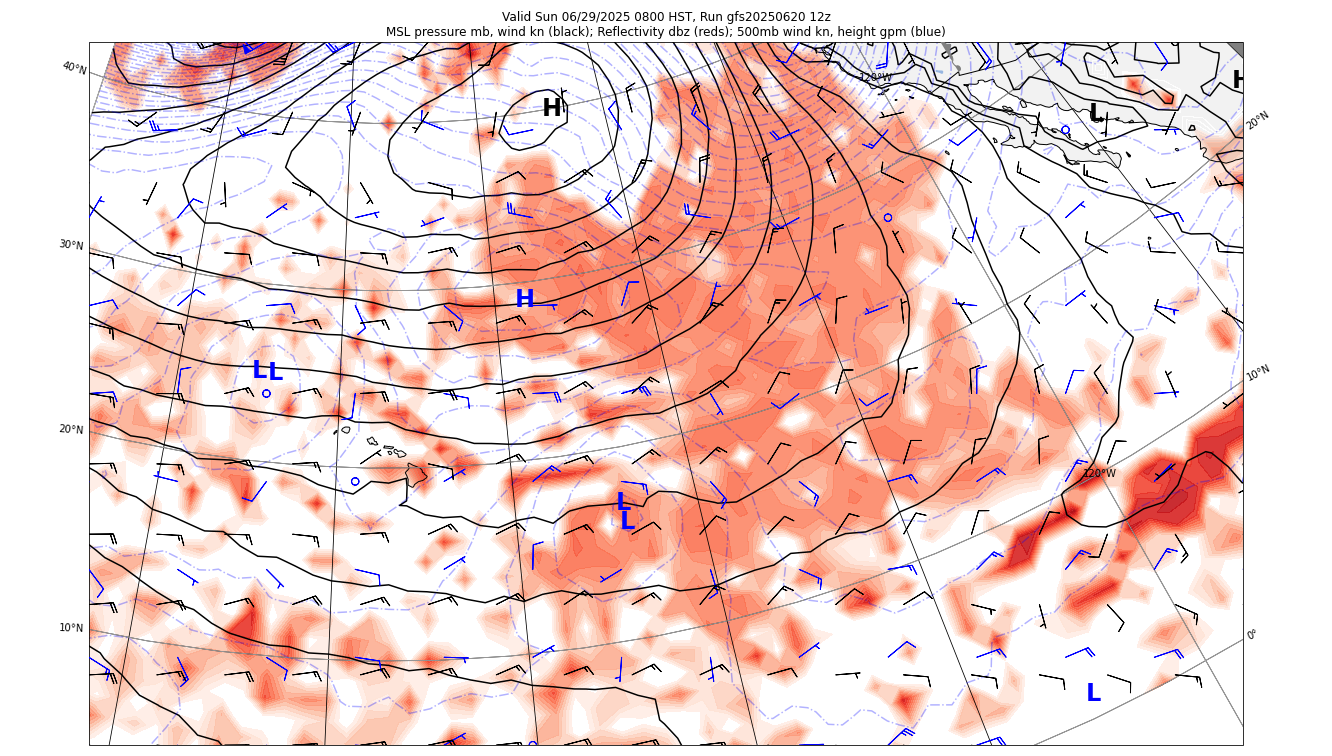 Valid Sun 06/29/2025 0800 HST, Run gfs20250620 12z
MSL pressure mb, wind kn (black); Reflectivity dbz (reds); 500mb wind kn, height gpm (blue)
40°N
120°W
H
H
L
20°N
30°N
H
L
L
10°N
20°N
120°W
L
L
10°N
0°
L